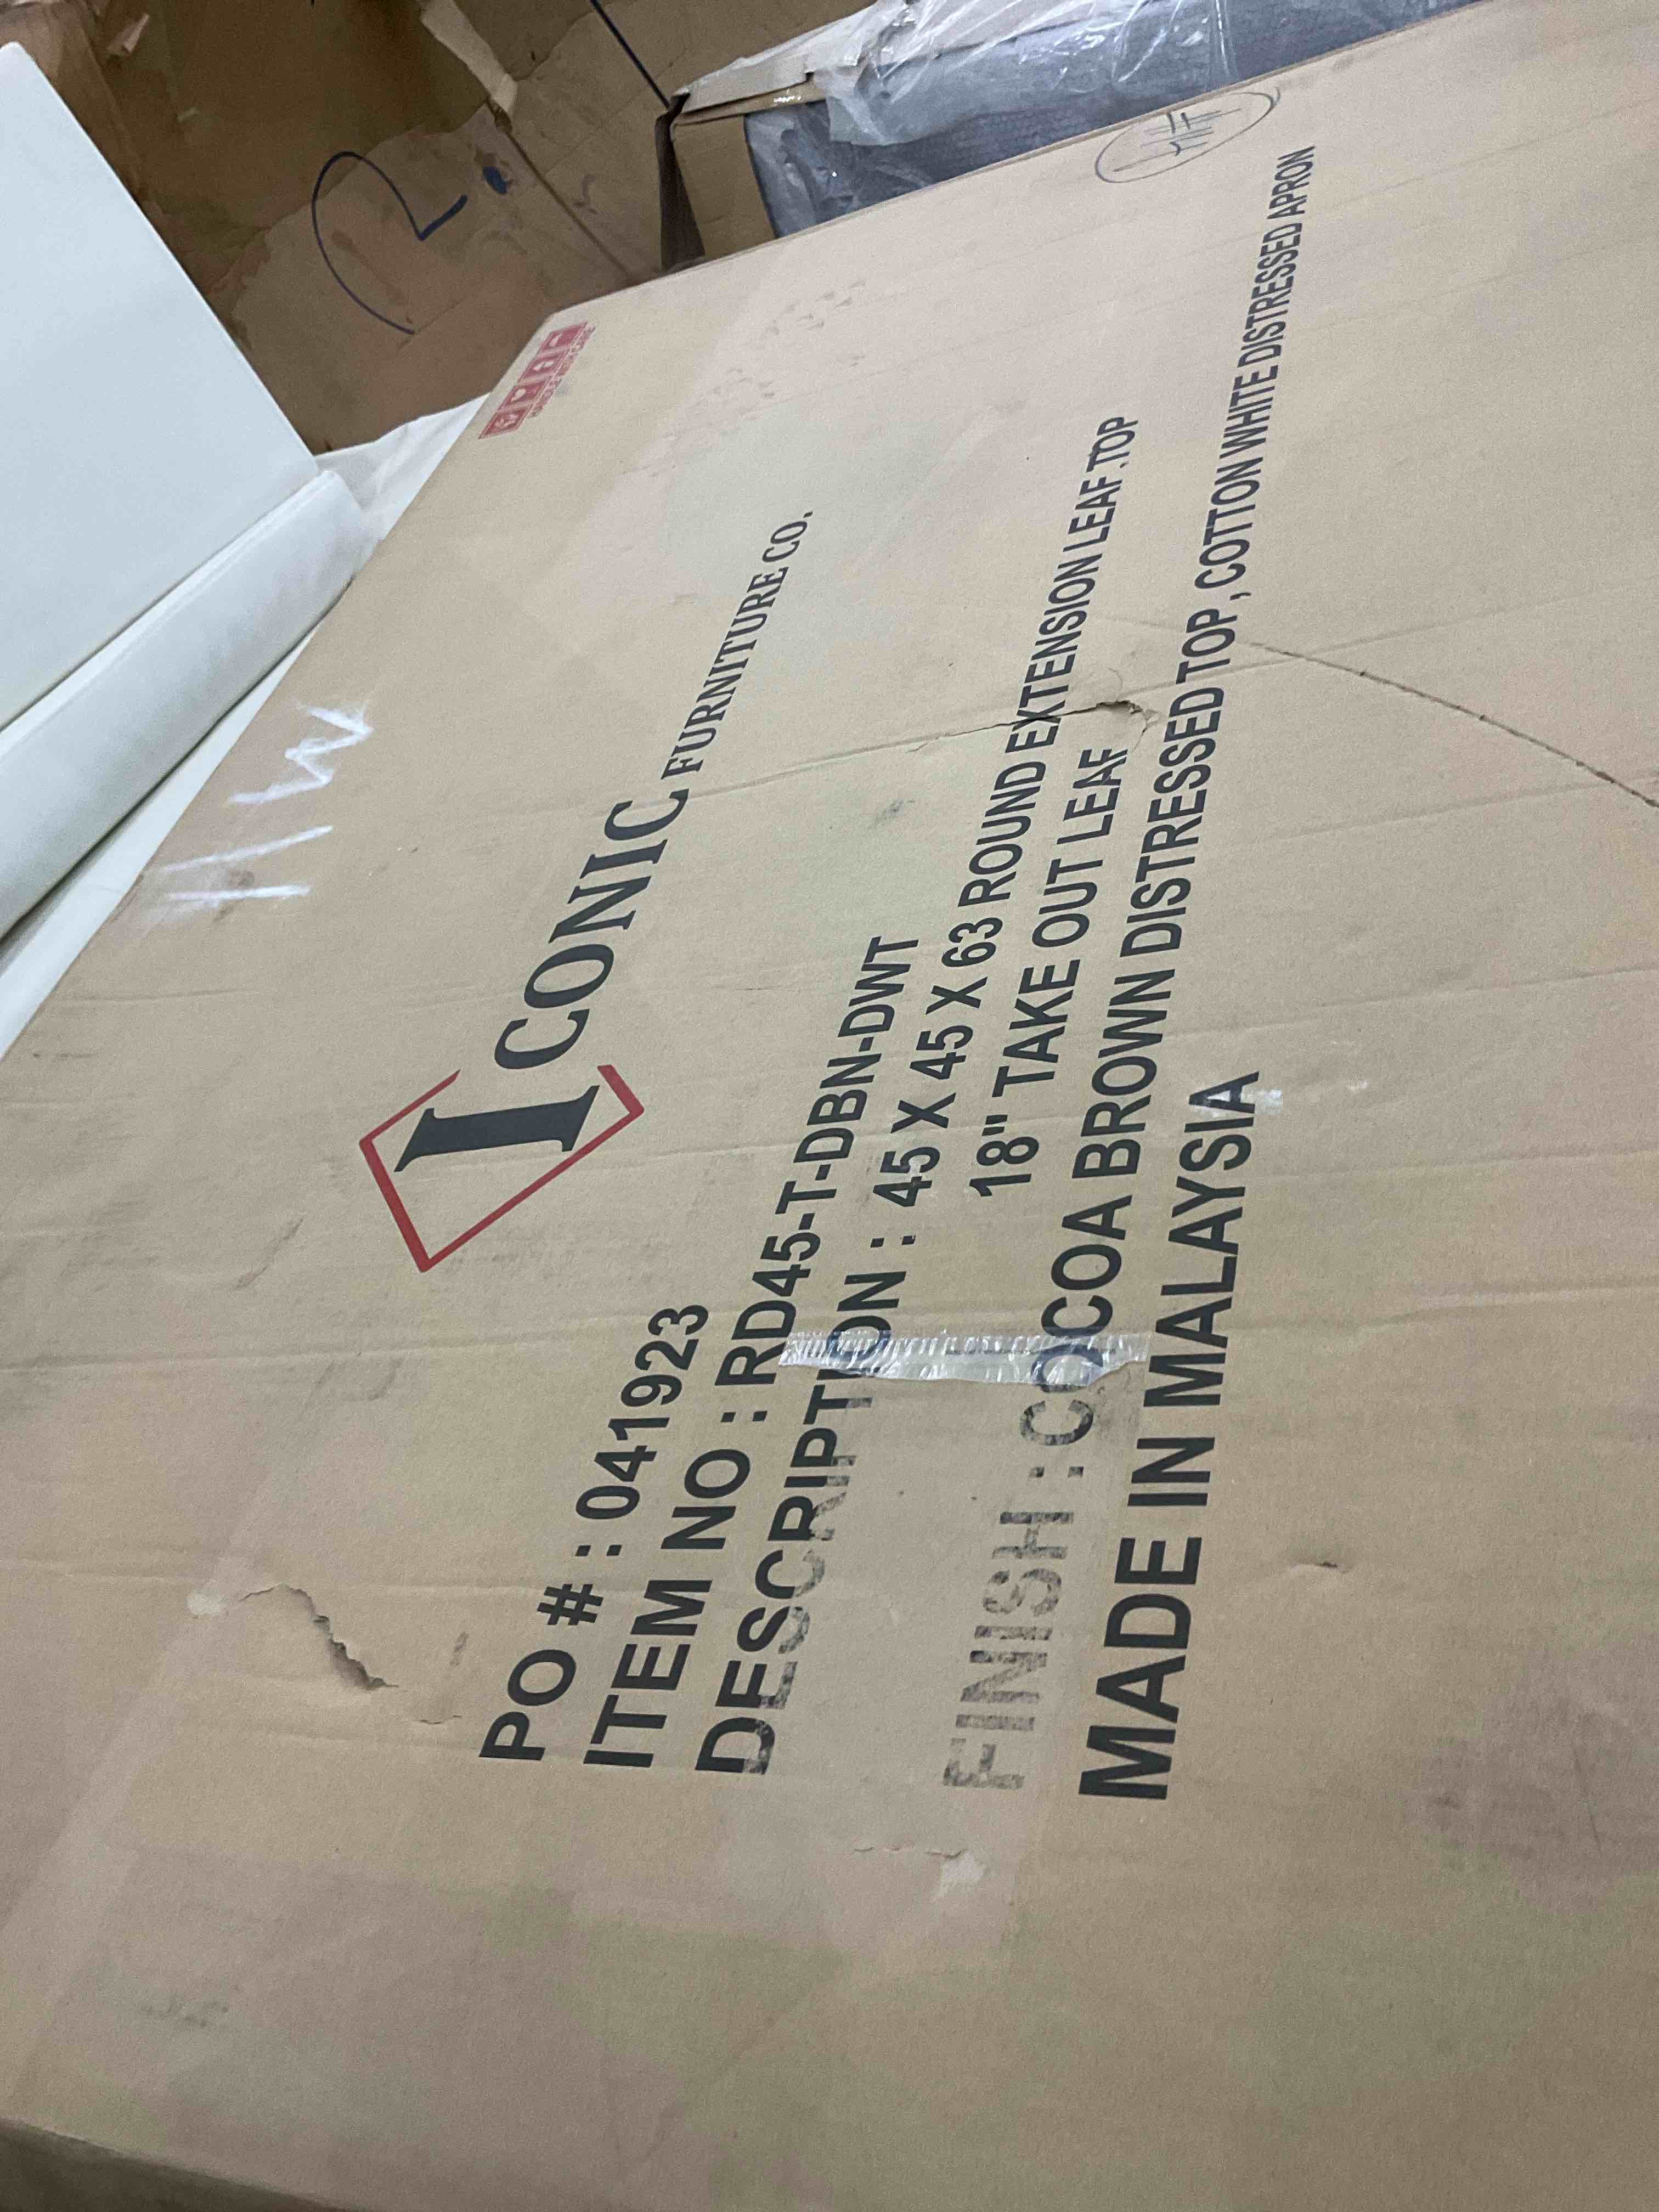 ICONIC FURNITURE CO.
PO # : 041923
ITEM NO : RD45-T-DBN-DWT
DESCRIPTION : 45 X 45 X 63 ROUND EXTENSION LEAF .TOP
18" TAKE OUT LEAF
FINISH : COCOA BROWN DISTRESSED TOP , COTTON WHITE DISTRESSED APRON
MADE IN MALAYSIA